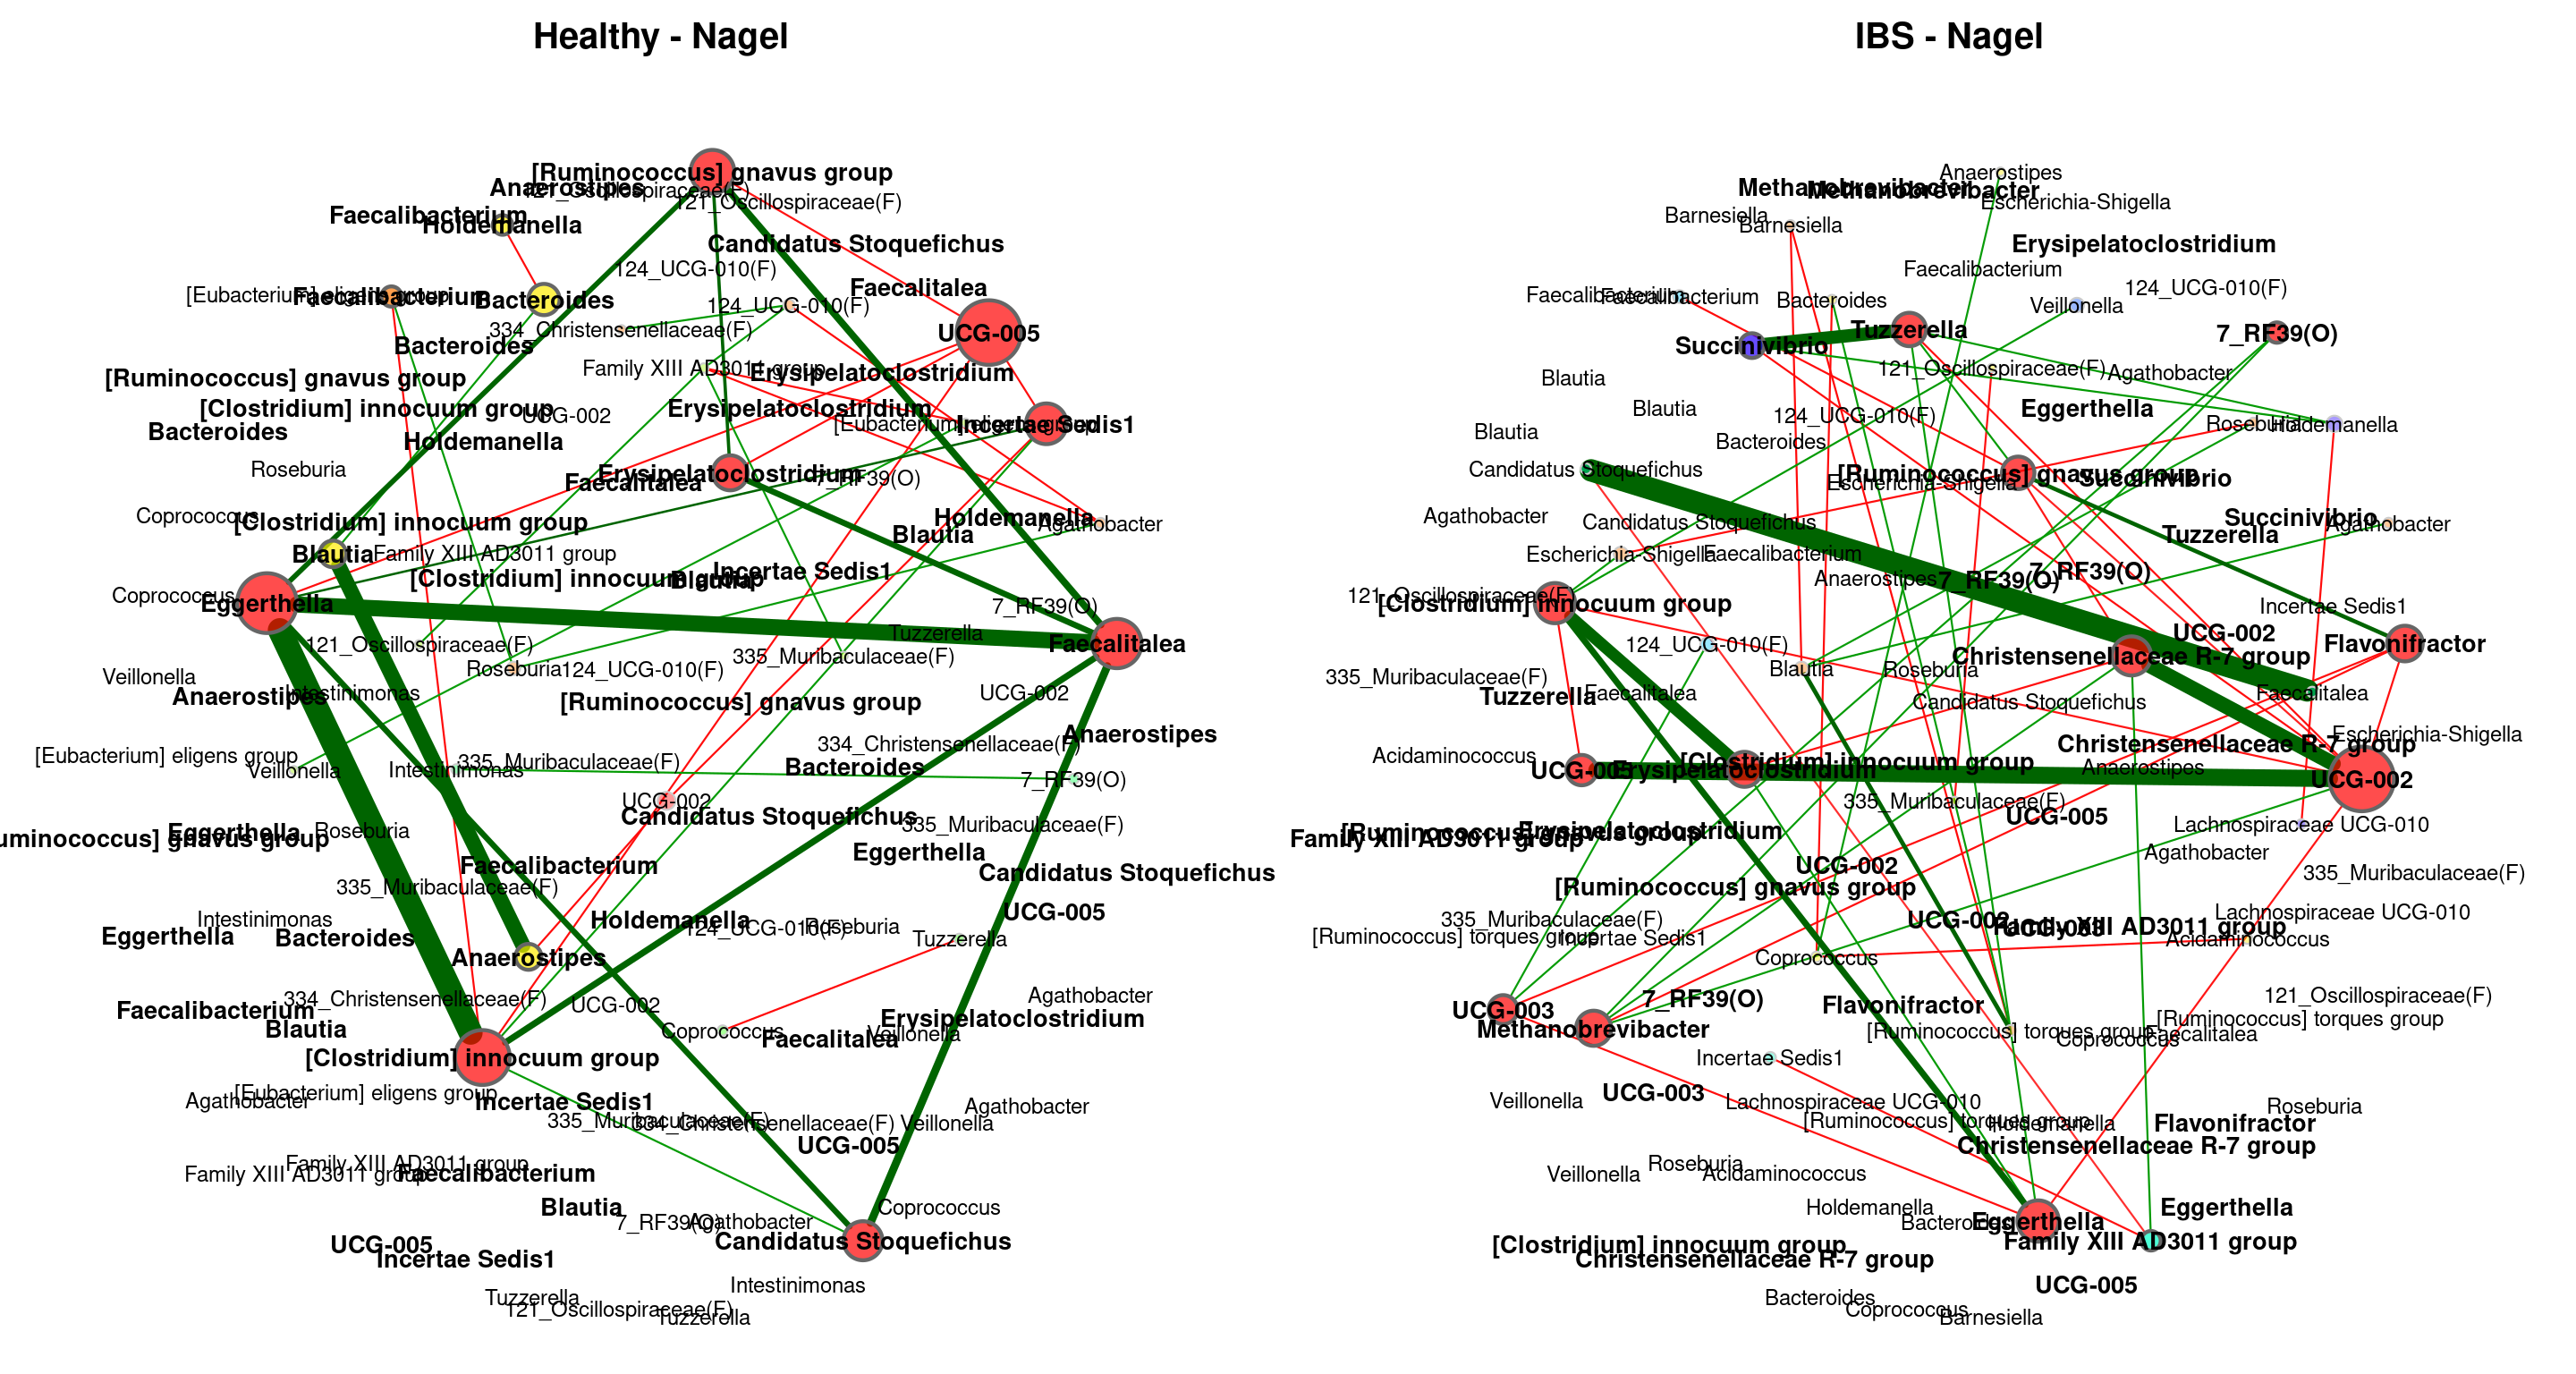 Healthy - Nagel
[Ruminococcus] gnavus group
Anaerostipes
121_Oscillospiraceae(F)
121_Oscillospiraceae(F)
Faecalibacterium
Holdemanella
Candidatus Stoquefichus
124_UCG-010(F)
Faecalitalea
[Eubacterium] eligens group
Faecalibacterium
Bacteroides
124_UCG-010(F)
334_Christensenellaceae(F)
UCG-005
Bacteroides
Family XIII AD3011 group
Erysipelatoclostridium
[Ruminococcus] gnavus group
[Clostridium] innocuum group
UCG-002
Erysipelatoclostridium
[Eubacterium] eligens group
Incertae Sedis1
Bacteroides
Holdemanella
Roseburia
Erysipelatoclostridium
Faecalitalea
7_RF39(O)
Coprococcus
[Clostridium] innocuum group
Holdemanella
Agathobacter
Blautia
Blautia
Family XIII AD3011 group
[Clostridium] innocuum group
Blautia
Incertae Sedis1
Coprococcus
Eggerthella
7_RF39(O)
Tuzzerella
Faecalitalea
121_Oscillospiraceae(F)
335_Muribaculaceae(F)
Roseburia
124_UCG-010(F)
Veillonella
Anaerostipes
Intestinimonas
UCG-002
[Ruminococcus] gnavus group
Anaerostipes
334_Christensenellaceae(F)
[Eubacterium] eligens group
Veillonella
Intestinimonas
335_Muribaculaceae(F)
Bacteroides
7_RF39(O)
UCG-002
Candidatus Stoquefichus
335_Muribaculaceae(F)
uminococcus] gnavus group
Eggerthella
Roseburia
Eggerthella
Faecalibacterium
Candidatus Stoquefichus
335_Muribaculaceae(F)
UCG-005
Intestinimonas
Holdemanella
124_UCG-010(F)
Roseburia
Eggerthella
Bacteroides
Tuzzerella
Anaerostipes
334_Christensenellaceae(F)
UCG-002
Agathobacter
Faecalibacterium
Blautia
Erysipelatoclostridium
Coprococcus
Faecalitalea
Veillonella
[Clostridium] innocuum group
Agathobacter
[Eubacterium] eligens group
Incertae Sedis1
Agathobacter
335_Muribaculaceae(F)
334_Christensenellaceae(F)
Veillonella
UCG-005
Family XIII AD3011 group
Family XIII AD3011 group
Faecalibacterium
Blautia
Coprococcus
7_RF39(O)
Agathobacter
UCG-005
Incertae Sedis1
Candidatus Stoquefichus
Intestinimonas
Tuzzerella
121_Oscillospiraceae(F)
Tuzzerella
IBS - Nagel
Anaerostipes
Methanobrevibacter
Methanobrevibacter
Escherichia-Shigella
Barnesiella
Barnesiella
Erysipelatoclostridium
Faecalibacterium
124_UCG-010(F)
Faecalibacterium
Faecalibacterium
Bacteroides
Veillonella
Tuzzerella
7_RF39(O)
Succinivibrio
121_Oscillospiraceae(F)
Agathobacter
Blautia
Blautia
124_UCG-010(F)
Eggerthella
Roseburia
Holdemanella
Blautia
Bacteroides
Candidatus Stoquefichus
[Ruminococcus] gnavus group
Succinivibrio
Escherichia-Shigella
Agathobacter
Candidatus Stoquefichus
Succinivibrio
Agathobacter
Tuzzerella
Escherichia-Shigella
Faecalibacterium
Anaerostipes
7_RF39(O)
7_RF39(O)
121_Oscillospiraceae(F)
[Clostridium] innocuum group
Incertae Sedis1
UCG-002
124_UCG-010(F)
Flavonifractor
Christensenellaceae R-7 group
335_Muribaculaceae(F)
Blautia
Roseburia
Tuzzerella
Faecalitalea
Faecalitalea
Candidatus Stoquefichus
Escherichia-Shigella
Christensenellaceae R-7 group
Acidaminococcus
UCG-005
Erysipelatoclostridium
[Clostridium] innocuum group
Anaerostipes
UCG-002
335_Muribaculaceae(F)
UCG-005
Lachnospiraceae UCG-010
Family XIII AD3011 group
[Ruminococcus] gnavus group
Erysipelatoclostridium
Agathobacter
UCG-002
335_Muribaculaceae(F)
[Ruminococcus] gnavus group
Lachnospiraceae UCG-010
335_Muribaculaceae(F)
UCG-002
Family XIII AD3011 group
UCG-003
[Ruminococcus] torques group
Incertae Sedis1
Acidaminococcus
Coprococcus
121_Oscillospiraceae(F)
7_RF39(O)
Flavonifractor
UCG-003
[Ruminococcus] torques group
Methanobrevibacter
[Ruminococcus] torques group
Faecalitalea
Coprococcus
Incertae Sedis1
UCG-003
Veillonella
Lachnospiraceae UCG-010
Roseburia
[Ruminococcus] torques group
Holdemanella
Flavonifractor
Christensenellaceae R-7 group
Roseburia
Veillonella
Acidaminococcus
Holdemanella
Eggerthella
Bacteroides
Eggerthella
Family XIII AD3011 group
[Clostridium] innocuum group
Christensenellaceae R-7 group
UCG-005
Bacteroides
Coprococcus
Barnesiella